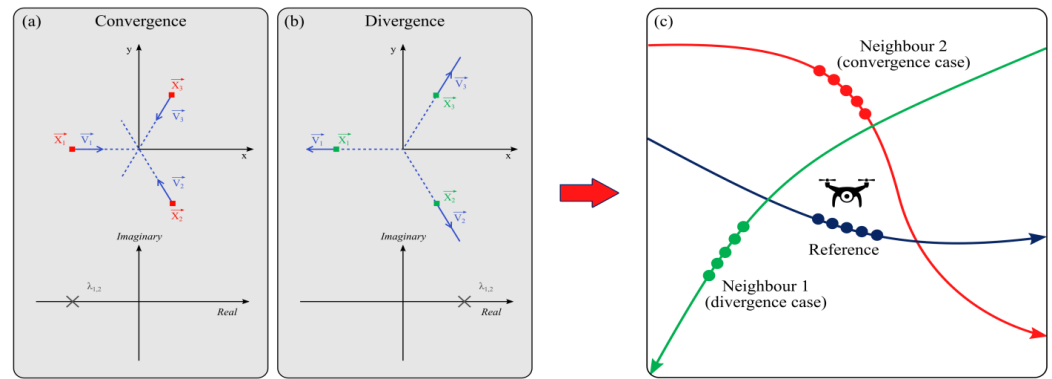 (a) Convergence
y
X₃
V₃
X₁ V₁
x
V₂
X₂
Imaginary
λ₁,₂
Real
(b) Divergence
y
V₃
X₃
V₁ X₁
x
X₂
V₂
Imaginary
λ₁,₂
Real
(c)
Neighbour 2
(convergence case)
Reference
Neighbour 1
(divergence case)